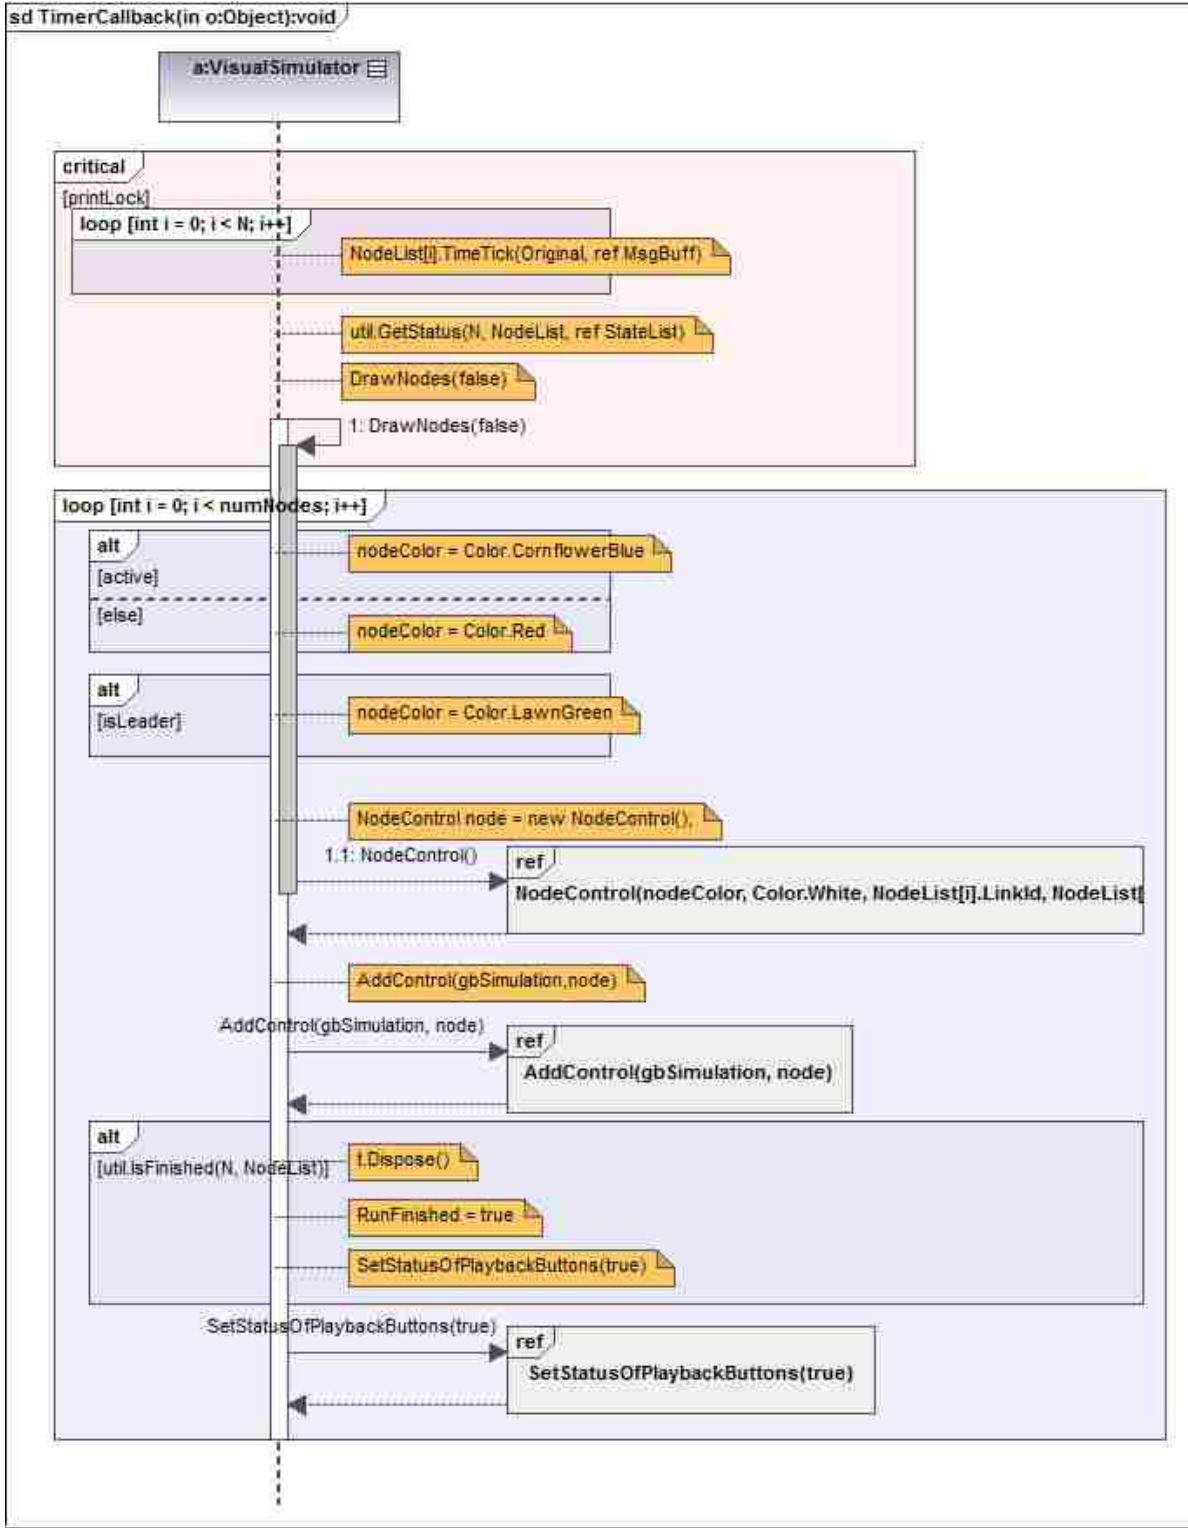 sd TimerCallback(in o:Object):void
a:VisualSimulator
critical
[printLock]
loop [int i = 0; i < N; i++]
NodeList[i].TimeTick(Original, ref MsgBuff)
util.GetStatus(N, NodeList, ref StateList)
DrawNodes(false)
1: DrawNodes(false)
loop [int i = 0; i < numNodes; i++]
alt
nodeColor = Color.CornflowerBlue
[active]
[else]
nodeColor = Color.Red
alt
nodeColor = Color.LawnGreen
[isLeader]
NodeControl node = new NodeControl(),
1.1: NodeControl()
ref
NodeControl(nodeColor, Color.White, NodeList[i].LinkId, NodeList[
AddControl(gbSimulation,node)
AddControl(gbSimulation, node)
ref
AddControl(gbSimulation, node)
alt
[util.isFinished(N, NodeList)]
t.Dispose()
RunFinished = true
SetStatusOfPlaybackButtons(true)
SetStatusOfPlaybackButtons(true)
ref
SetStatusOfPlaybackButtons(true)